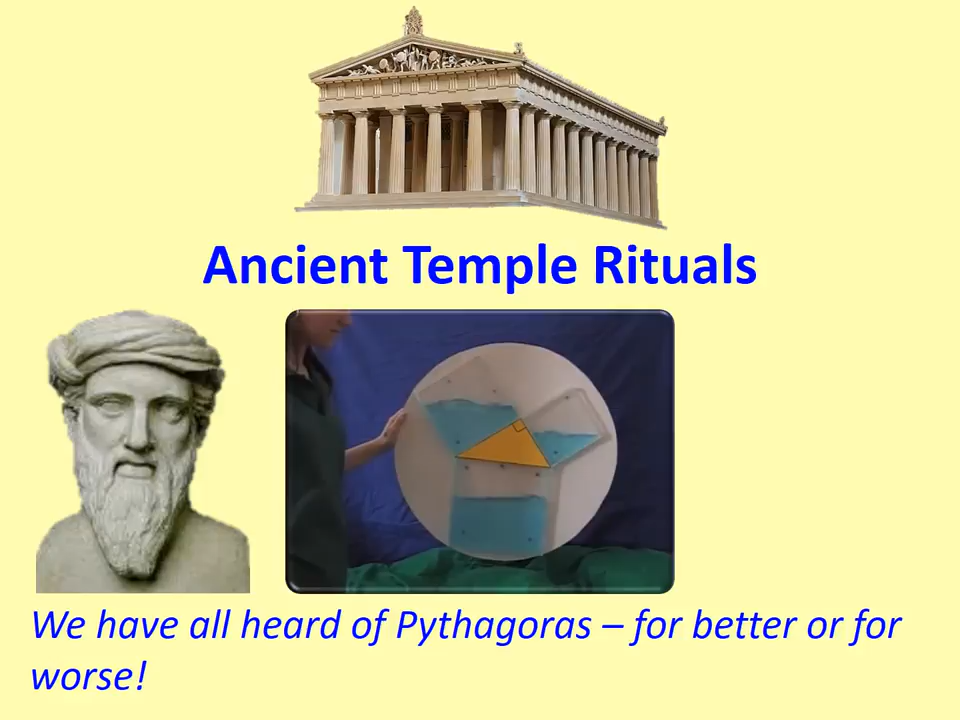 Ancient Temple Rituals
We have all heard of Pythagoras – for better or for
worse!